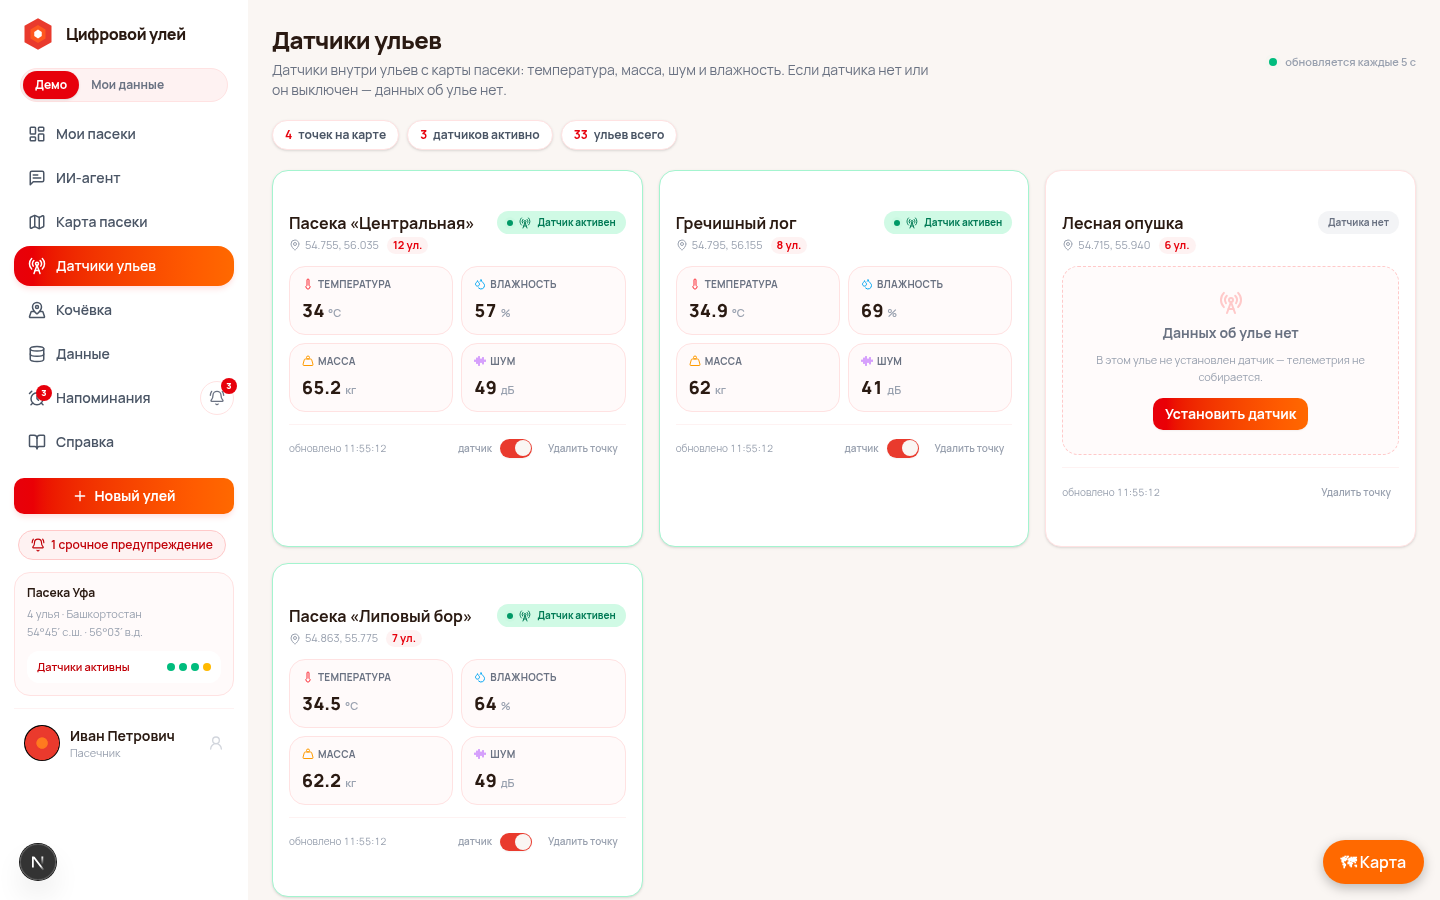 Цифровой улей
Демо
Мои данные
Мои пасеки
ИИ-агент
Карта пасеки
Датчики ульев
Кочёвка
Данные
3
Напоминания
3
Справка
+ Новый улей
1 срочное предупреждение
Пасека Уфа
4 улья · Башкортостан
54°45′ с.ш. · 56°03′ в.д.
Датчики активны
Иван Петрович
Пасечник
N
Датчики ульев
Датчики внутри ульев с карты пасеки: температура, масса, шум и влажность. Если датчика нет или
он выключен — данных об улье нет.
обновляется каждые 5 с
4 точек на карте
3 датчиков активно
33 ульев всего
Пасека «Центральная»
Датчик активен
54.755, 56.035
12 ул.
ТЕМПЕРАТУРА
34 °C
ВЛАЖНОСТЬ
57 %
МАССА
65.2 кг
ШУМ
49 дБ
обновлено 11:55:12
датчик
Удалить точку
Гречишный лог
Датчик активен
54.795, 56.155
8 ул.
ТЕМПЕРАТУРА
34.9 °C
ВЛАЖНОСТЬ
69 %
МАССА
62 кг
ШУМ
41 дБ
обновлено 11:55:12
датчик
Удалить точку
Лесная опушка
Датчика нет
54.715, 55.940
6 ул.
Данных об улье нет
В этом улье не установлен датчик — телеметрия не
собирается.
Установить датчик
обновлено 11:55:12
Удалить точку
Пасека «Липовый бор»
Датчик активен
54.863, 55.775
7 ул.
ТЕМПЕРАТУРА
34.5 °C
ВЛАЖНОСТЬ
64 %
МАССА
62.2 кг
ШУМ
49 дБ
обновлено 11:55:12
датчик
Удалить точку
Карта